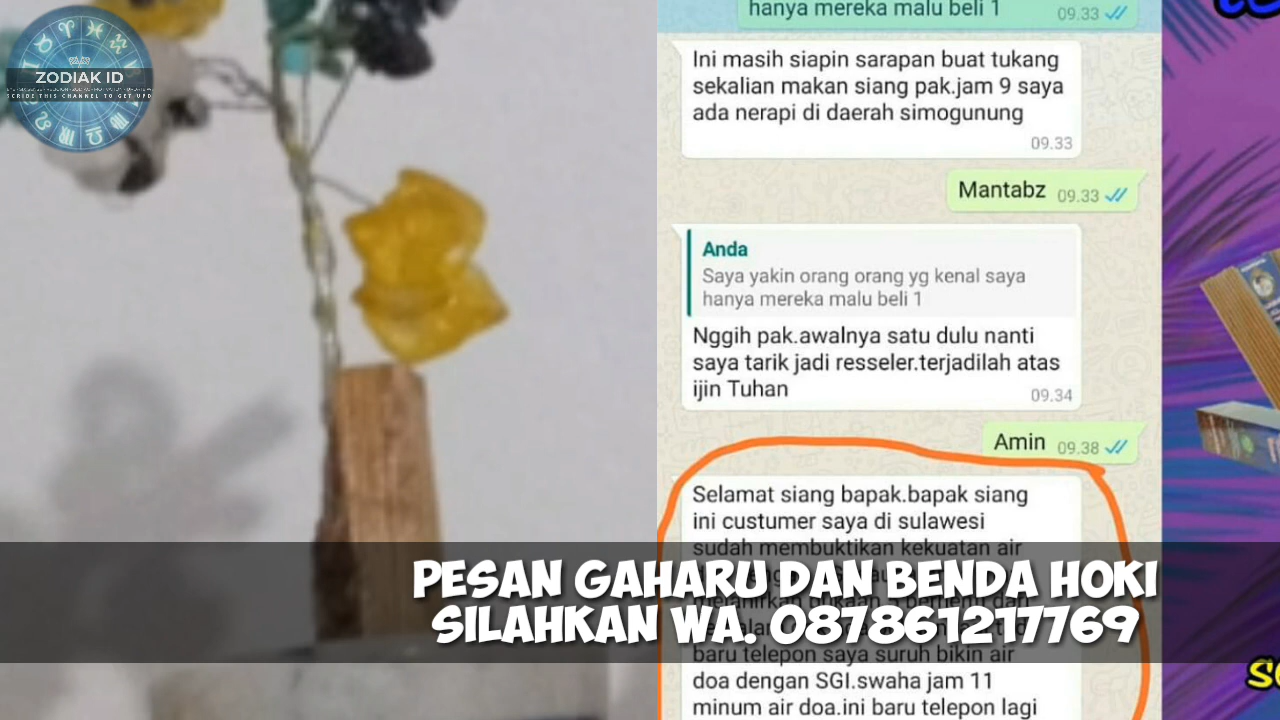 ZODIAK ID
hanya mereka malu beli 1
09.33
Ini masih siapin sarapan buat tukang
sekalian makan siang pak.jam 9 saya
ada nerapi di daerah simogunung
09.33
Mantabz 09.33
Anda
Saya yakin orang orang yg kenal saya
hanya mereka malu beli 1
Nggih pak.awalnya satu dulu nanti
saya tarik jadi resseler.terjadilah atas
ijin Tuhan
09.34
Amin 09.38
Selamat siang bapak.bapak siang
ini custumer saya di sulawesi
sudah membuktikan kekuatan air
PESAN GAHARU DAN BENDA HOKI
SILAHKAN WA. 087861217769
baru telepon saya suruh bikin air
doa dengan SGI.swaha jam 11
minum air doa.ini baru telepon lagi